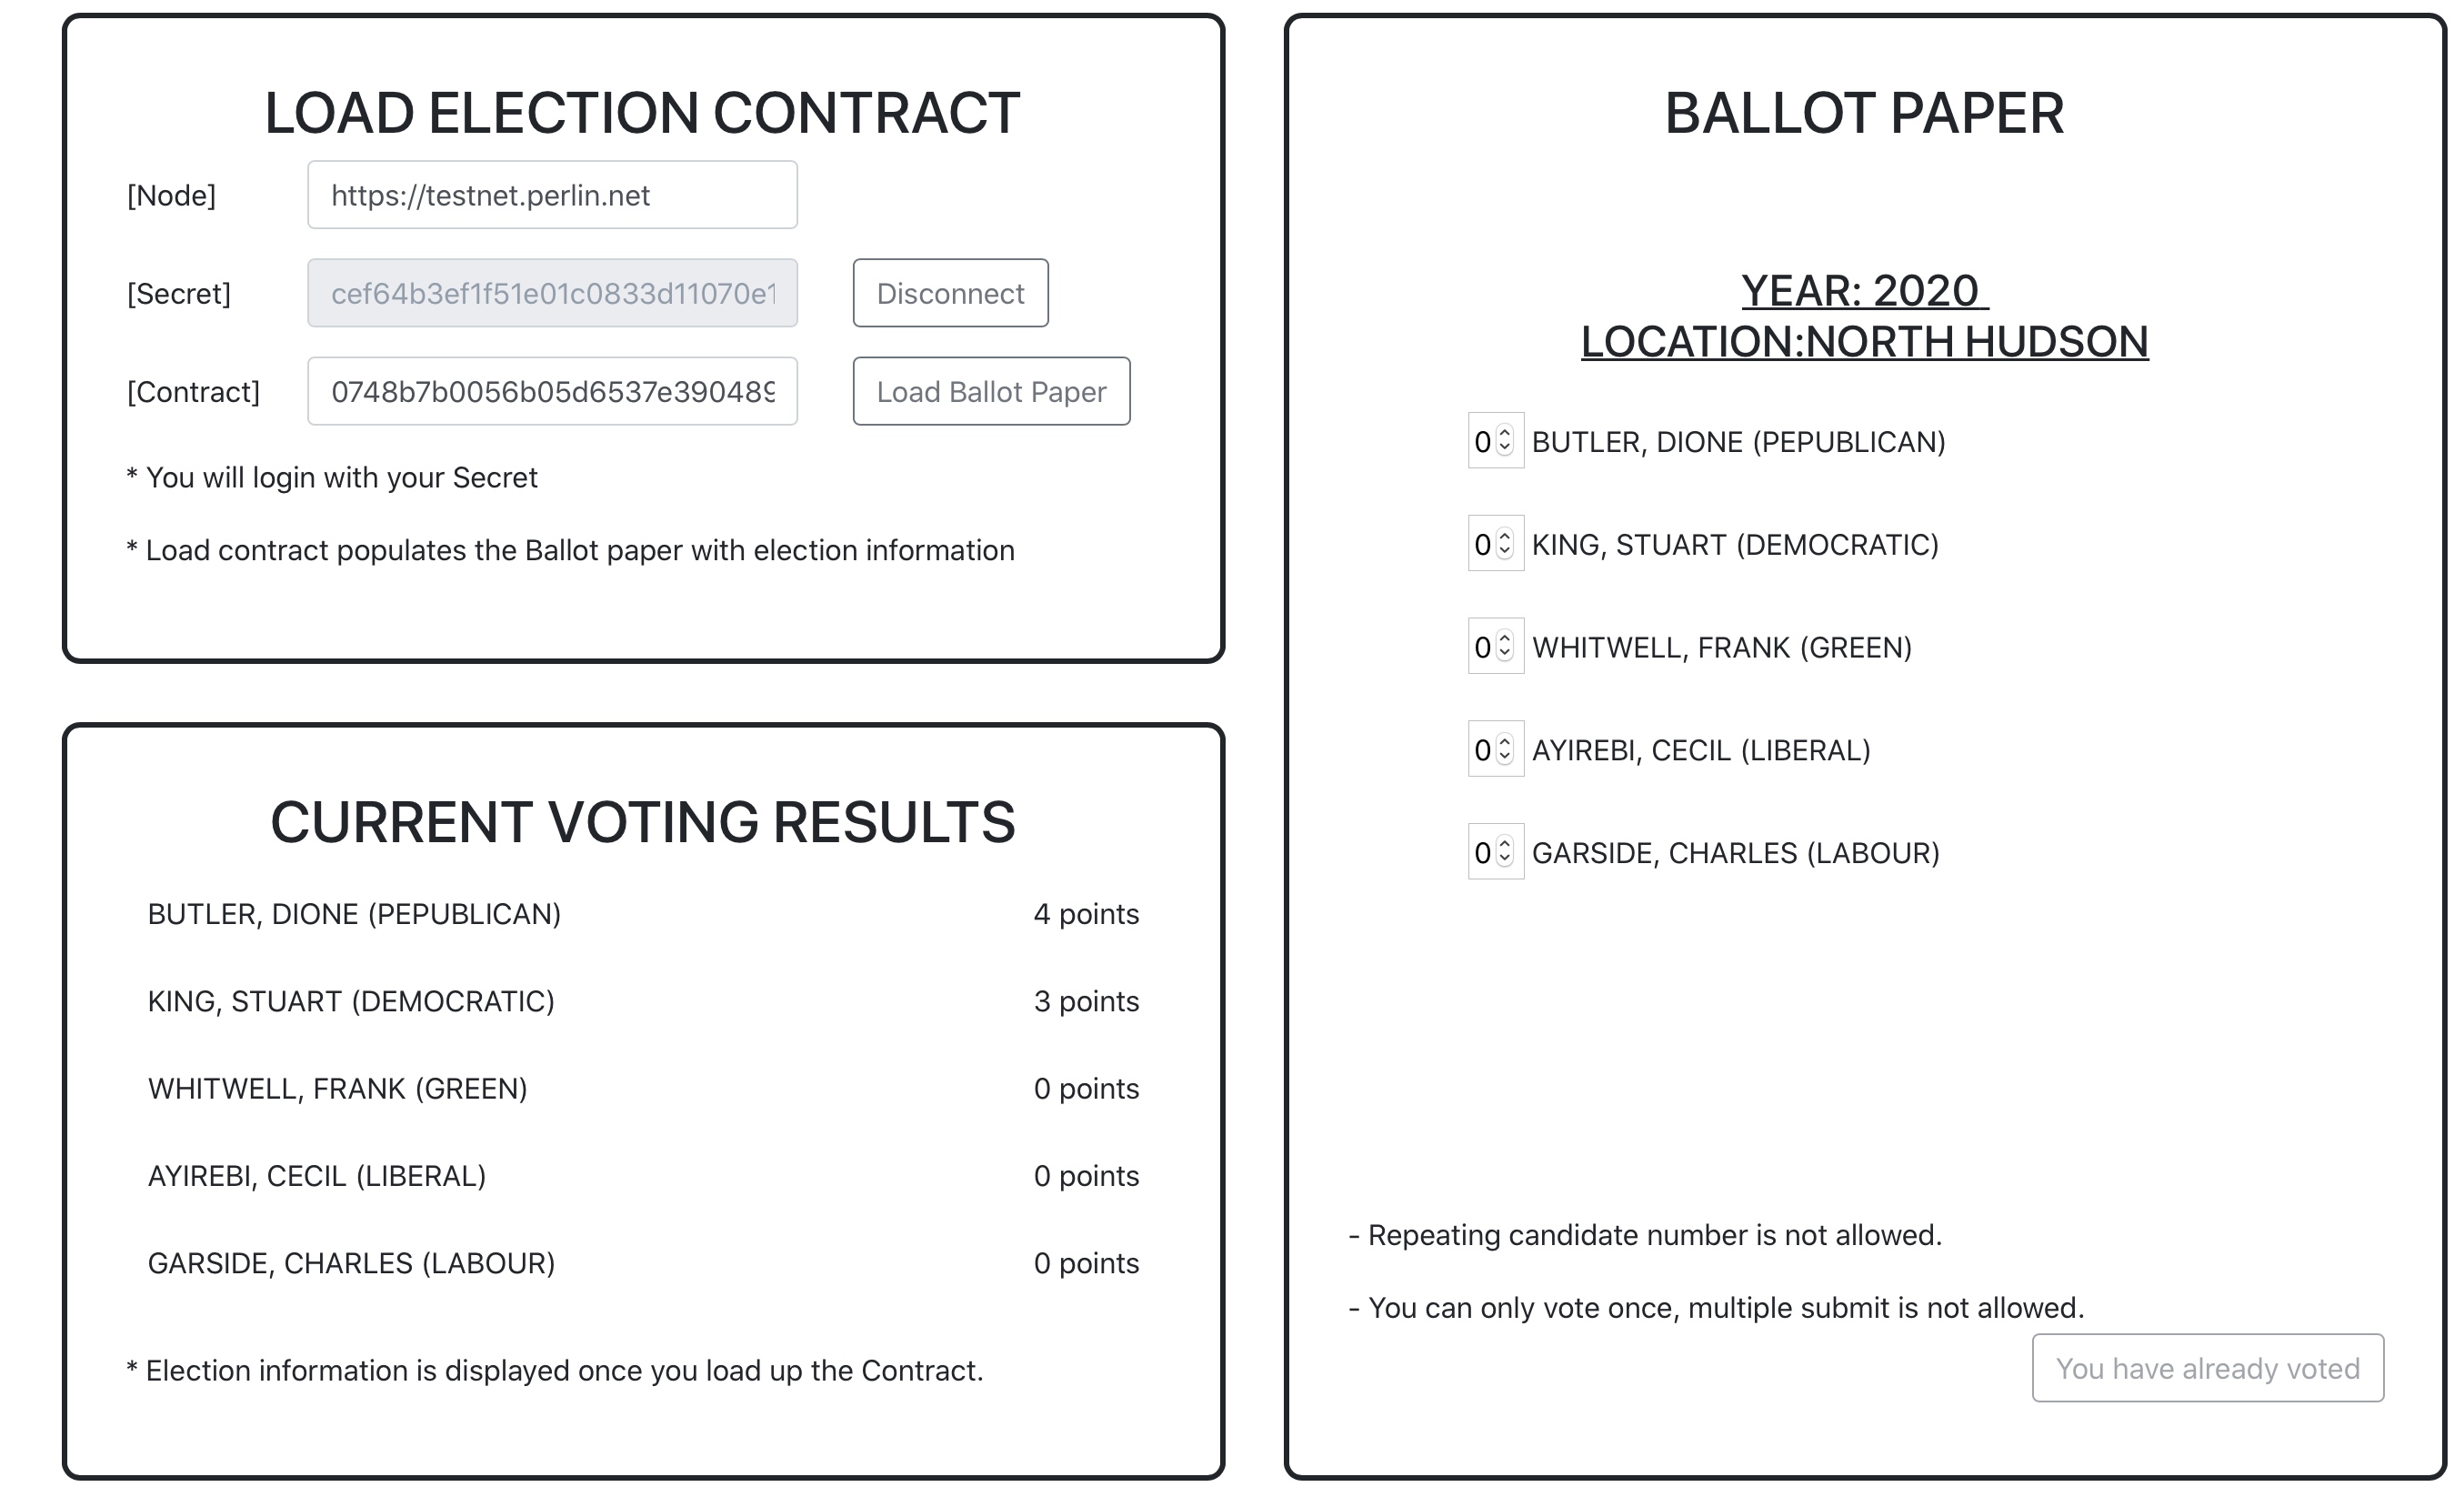 LOAD ELECTION CONTRACT
[Node] https://testnet.perlin.net
[Secret] cef64b3ef1f51e01c0833d11070e1 Disconnect
[Contract] 0748b7b0056b05d6537e390489 Load Ballot Paper
* You will login with your Secret
* Load contract populates the Ballot paper with election information
CURRENT VOTING RESULTS
BUTLER, DIONE (PEPUBLICAN) 4 points
KING, STUART (DEMOCRATIC) 3 points
WHITWELL, FRANK (GREEN) 0 points
AYIREBI, CECIL (LIBERAL) 0 points
GARSIDE, CHARLES (LABOUR) 0 points
* Election information is displayed once you load up the Contract.
BALLOT PAPER
YEAR: 2020
LOCATION:NORTH HUDSON
0 BUTLER, DIONE (PEPUBLICAN)
0 KING, STUART (DEMOCRATIC)
0 WHITWELL, FRANK (GREEN)
0 AYIREBI, CECIL (LIBERAL)
0 GARSIDE, CHARLES (LABOUR)
- Repeating candidate number is not allowed.
- You can only vote once, multiple submit is not allowed.
You have already voted